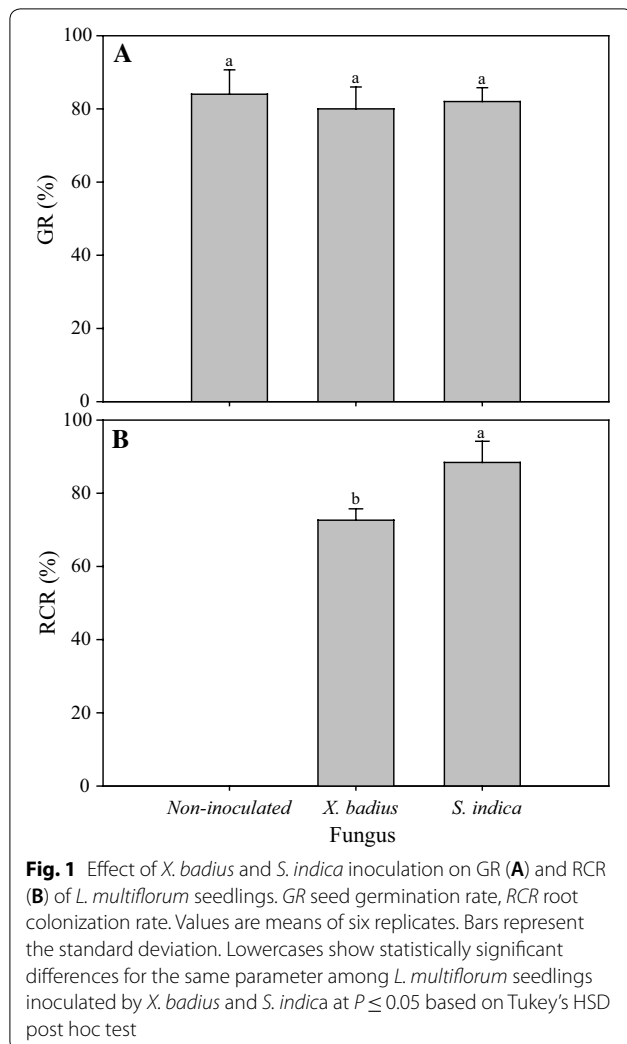 100
A
a
a
a
80
60
GR (%)
40
20
0
100
B
a
b
80
60
RCR (%)
40
20
0
Non-inoculated X. badius S. indica
Fungus
Fig. 1 Effect of X. badius and S. indica inoculation on GR (A) and RCR
(B) of L. multiflorum seedlings. GR seed germination rate, RCR root
colonization rate. Values are means of six replicates. Bars represent
the standard deviation. Lowercases show statistically significant
differences for the same parameter among L. multiflorum seedlings
inoculated by X. badius and S. indica at P ≤ 0.05 based on Tukey's HSD
post hoc test